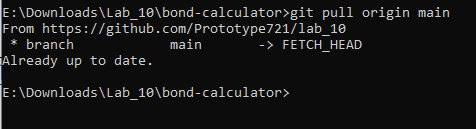 E:\Downloads\Lab_10\bond-calculator>git pull origin main
From https://github.com/Prototype721/lab_10
 * branch            main       -> FETCH_HEAD
Already up to date.
E:\Downloads\Lab_10\bond-calculator>